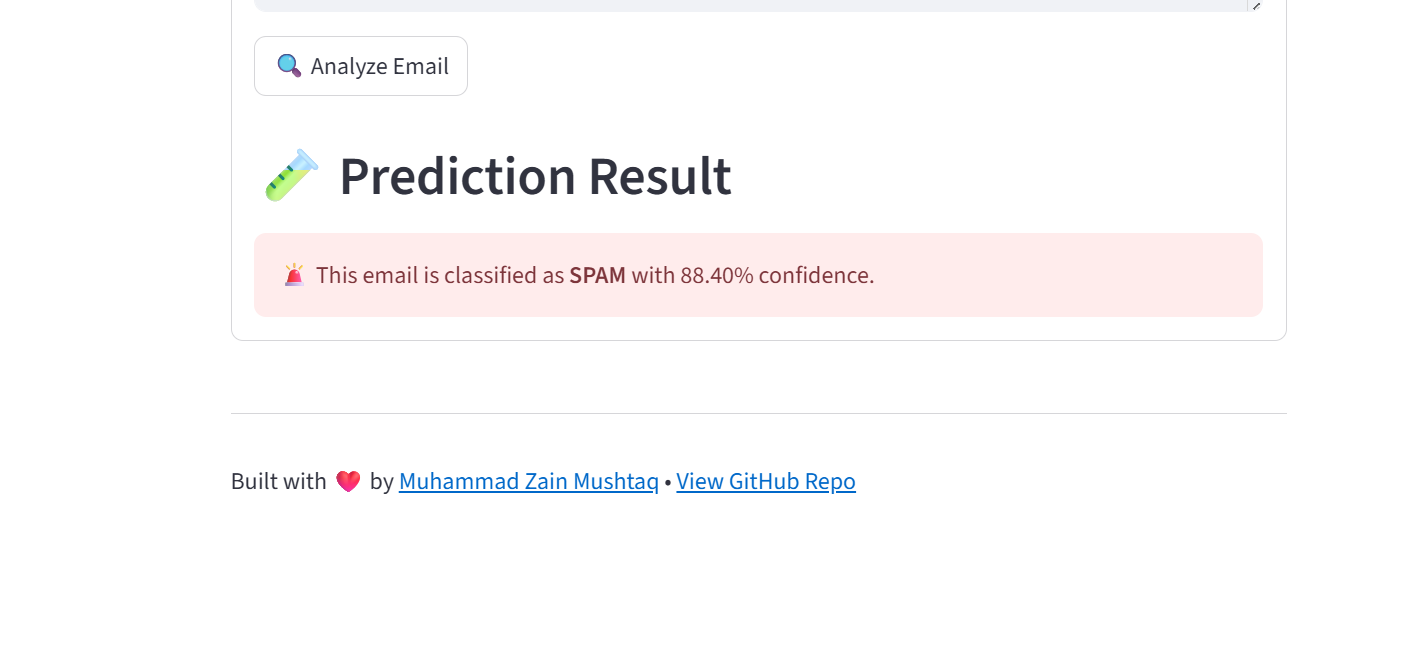 🔍 Analyze Email
🧪 Prediction Result
🚨 This email is classified as SPAM with 88.40% confidence.
Built with ❤️ by Muhammad Zain Mushtaq • View GitHub Repo